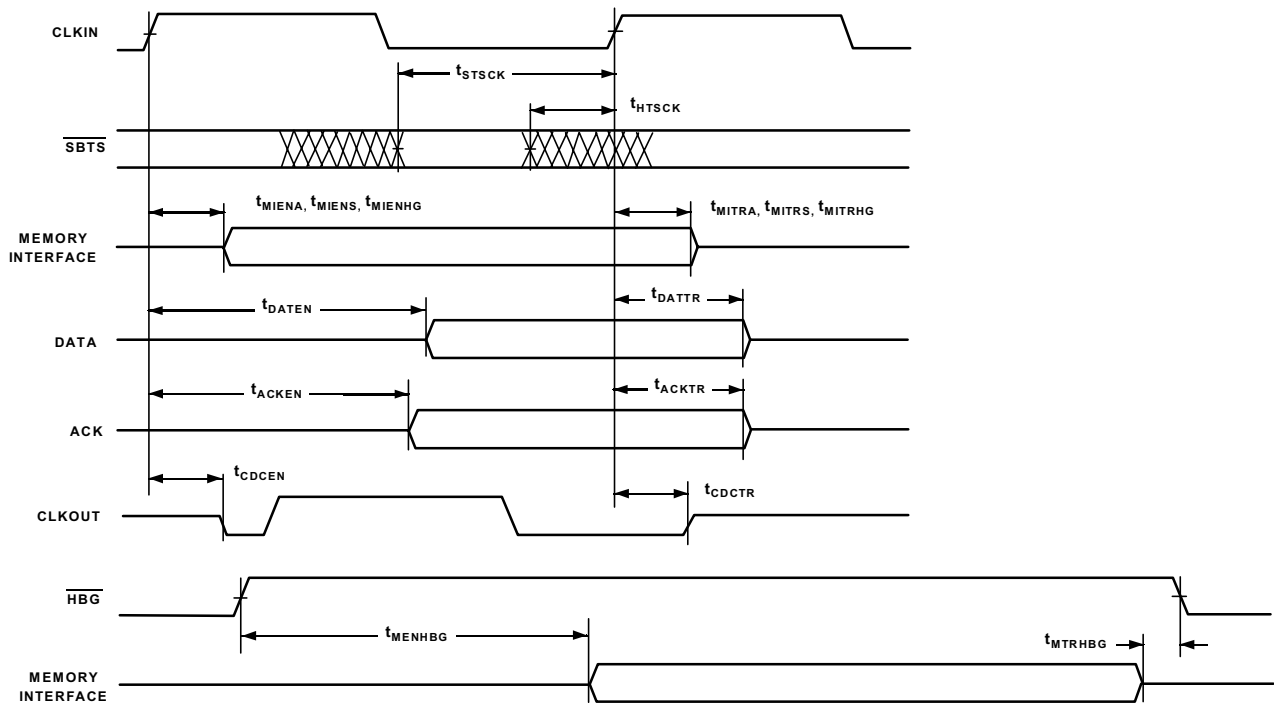 CLKIN
tSTSCK
tHTSCK
SBTS
tMIENA, tMIENS, tMIENHG
tMITRA, tMITRS, tMITRHG
MEMORY
INTERFACE
tDATEN
tDATTR
DATA
tACKEN
tACKTR
ACK
tCDCEN
tCDCTR
CLKOUT
HBG
tMENHBG
tMTRHBG
MEMORY
INTERFACE